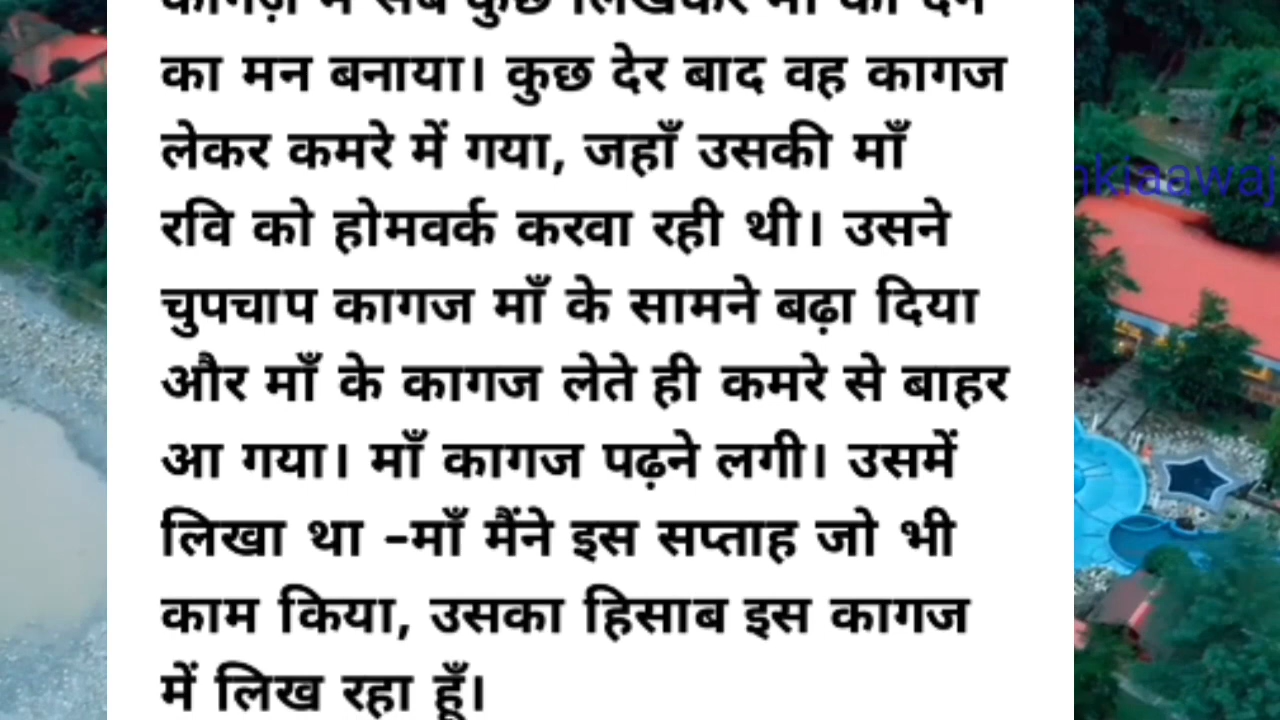 का मन बनाया। कुछ देर बाद वह कागज
लेकर कमरे में गया, जहाँ उसकी माँ
रवि को होमवर्क करवा रही थी। उसने
चुपचाप कागज माँ के सामने बढ़ा दिया
और माँ के कागज लेते ही कमरे से बाहर
आ गया। माँ कागज पढ़ने लगी। उसमें
लिखा था –माँ मैंने इस सप्ताह जो भी
काम किया, उसका हिसाब इस कागज
में लिख रहा हूँ।
nkiaawaj